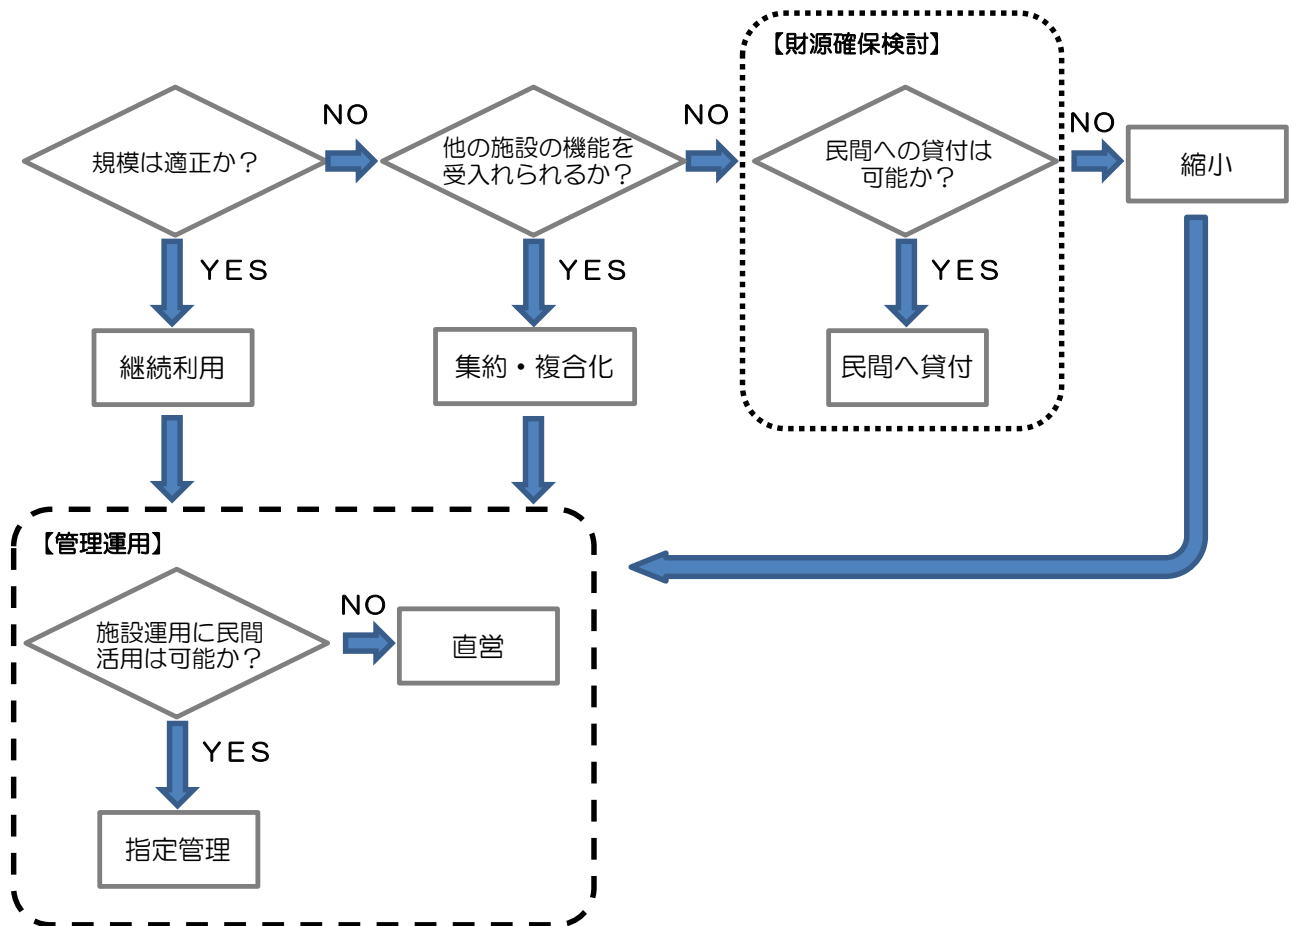 【財源確保検討】
規模は適正か？
NO
他の施設の機能を
受入れられるか？
NO
民間への貸付は
可能か？
NO
縮小
YES
YES
YES
継続利用
集約・複合化
民間へ貸付
【管理運用】
施設運用に民間
活用は可能か？
NO
直営
YES
指定管理